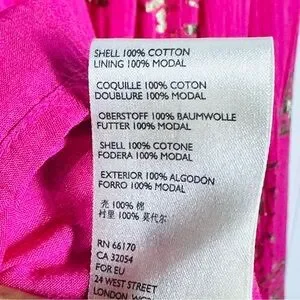 SHELL 100% COTTON
LINING 100% MODAL
COQUILLE 100% COTON
DOUBLURE 100% MODAL
OBERSTOFF 100% BAUMWOLLE
FUTTER 100% MODAL
SHELL 100% COTONE
FODERA 100% MODAL
EXTERIOR 100% ALGODÓN
FORRO 100% MODAL
壳 100% 棉
衬里 100% 莫代尔
RN 66170
CA 32054
FOR EU
24 WEST STREET